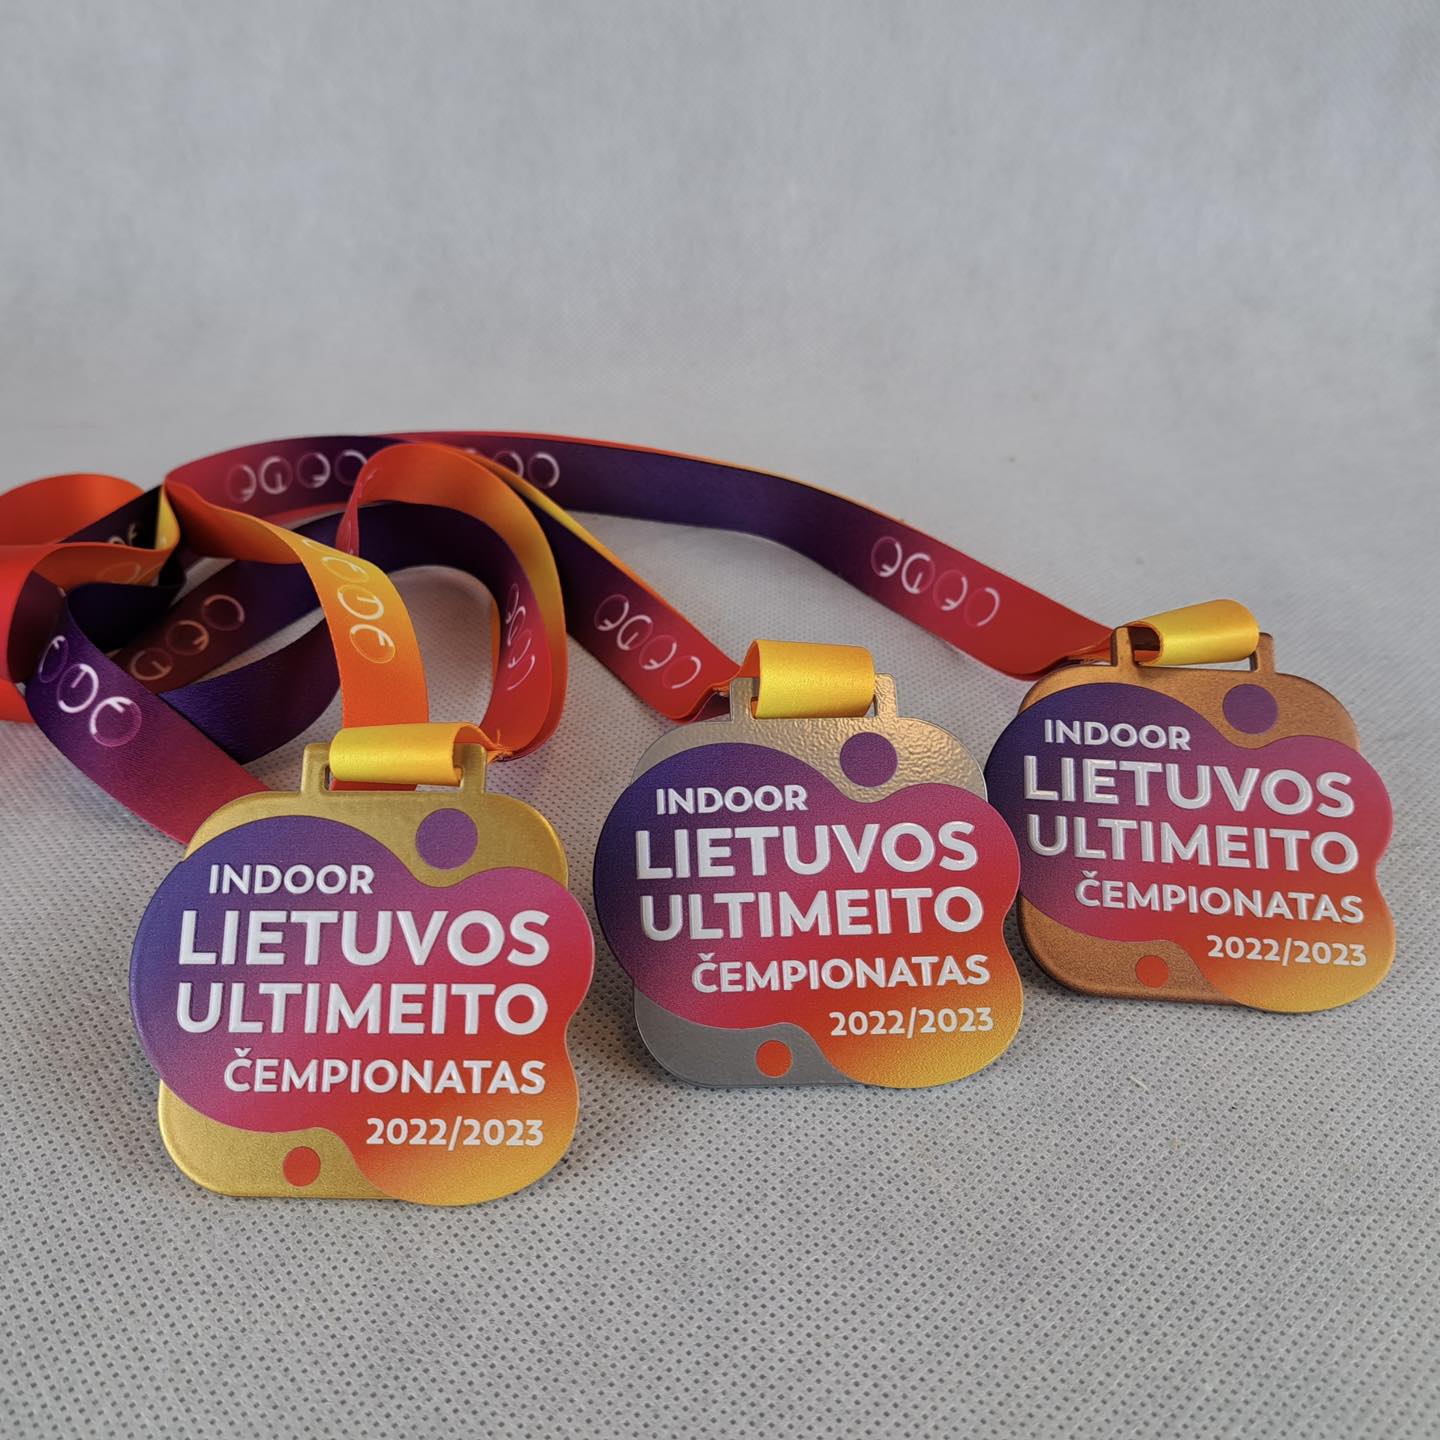 INDOOR
LIETUVOS
ULTIMEITO
ČEMPIONATAS
2022/2023
INDOOR
LIETUVOS
ULTIMEITO
ČEMPIONATAS
2022/2023
INDOOR
LIETUVOS
ULTIMEITO
ČEMPIONATAS
2022/2023